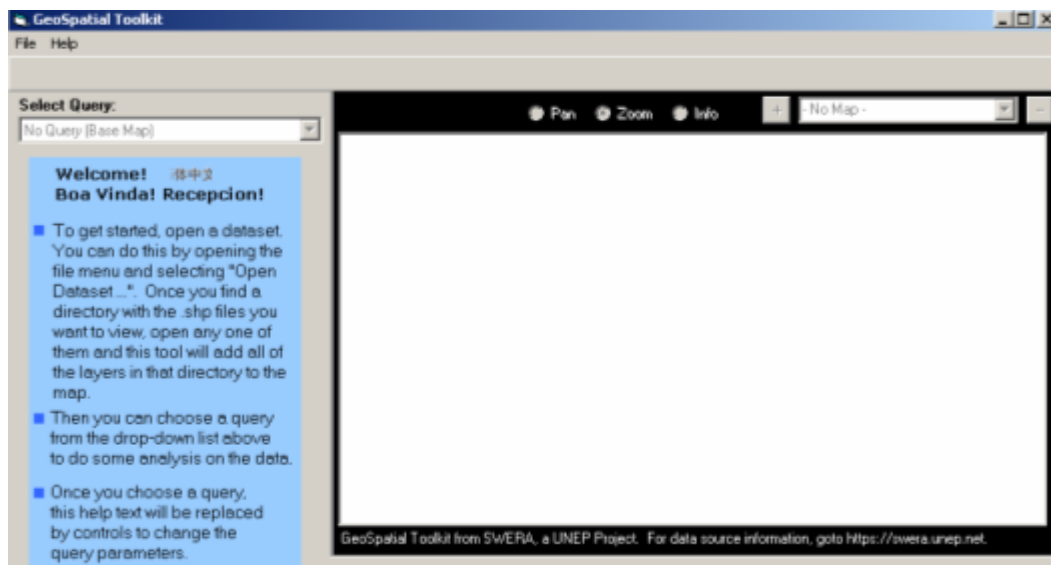 GeoSpatial Toolkit
File Help
Select Query:
No Query (Base Map)
Pan Zoom Info + - No Map - -
Welcome! 体中文
Boa Vinda! Recepcion!
To get started, open a dataset.
You can do this by opening the
file menu and selecting "Open
Dataset ...". Once you find a
directory with the .shp files you
want to view, open any one of
them and this tool will add all of
the layers in that directory to the
map.
Then you can choose a query
from the drop-down list above
to do some analysis on the data.
Once you choose a query,
this help text will be replaced
by controls to change the
query parameters.
GeoSpatial Toolkit from SWERA, a UNEP Project. For data source information, goto https://swera.unep.net.